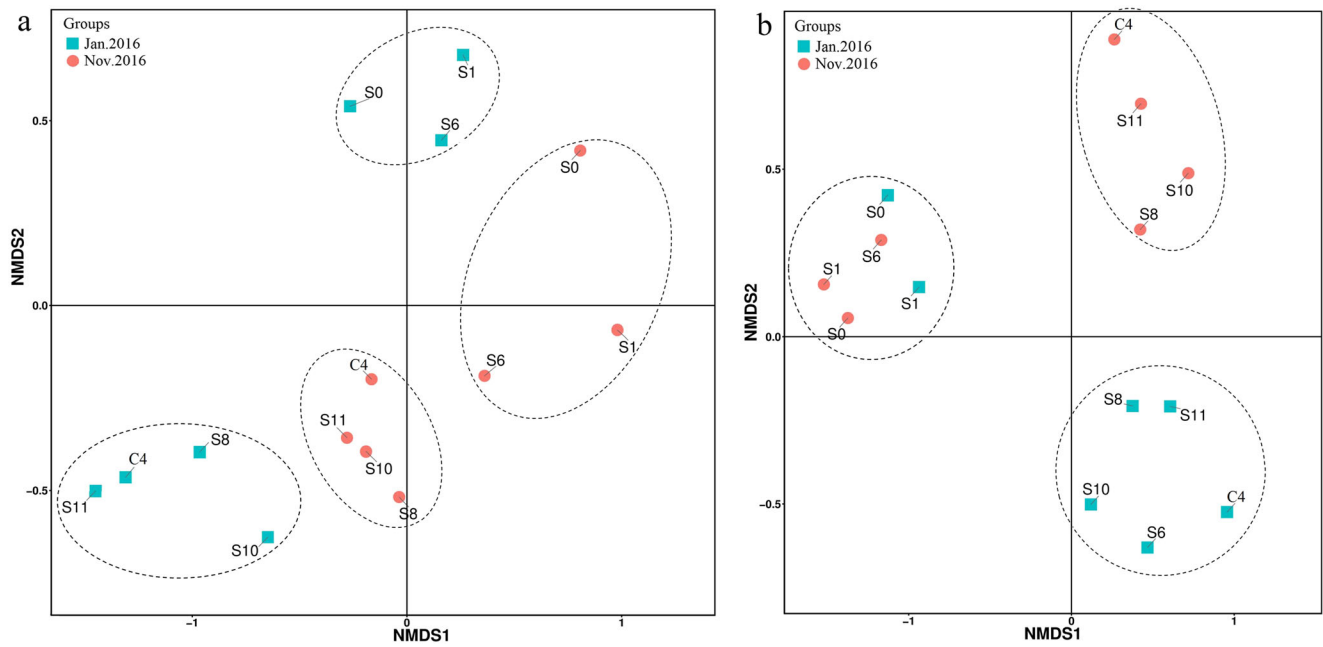 a
Groups
Jan.2016
Nov.2016
S1
S0
S6
S0
S1
S6
C4
S11
S10
S8
S8
C4
S11
S10
0.5
0.0
−0.5
−1
0
1
NMDS1
NMDS2
b
Groups
Jan.2016
Nov.2016
C4
S11
S10
S8
S0
S6
S1
S1
S0
S8
S11
S10
C4
S6
0.5
0.0
−0.5
−1
0
1
NMDS1
NMDS2